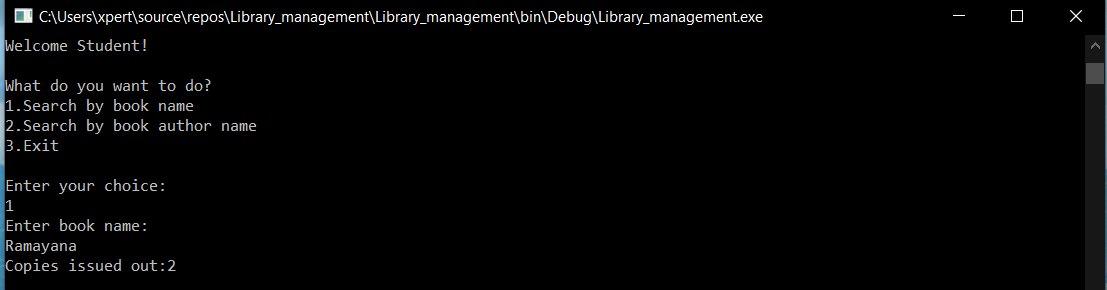 C:\Users\xpert\source\repos\Library_management\Library_management\bin\Debug\Library_management.exe
Welcome Student!
What do you want to do?
1.Search by book name
2.Search by book author name
3.Exit
Enter your choice:
1
Enter book name:
Ramayana
Copies issued out:2